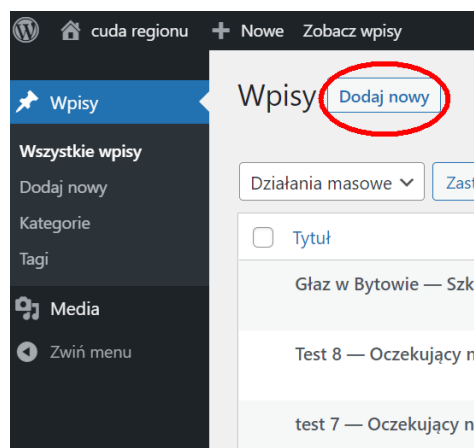 cuda regionu + Nowe Zobacz wpisy
Wpisy
Wszystkie wpisy
Dodaj nowy
Kategorie
Tagi
Media
Zwiń menu
Wpisy Dodaj nowy
Działania masowe
Tytuł
Głaz w Bytowie —
Test 8 — Oczekujący
test 7 — Oczekujący